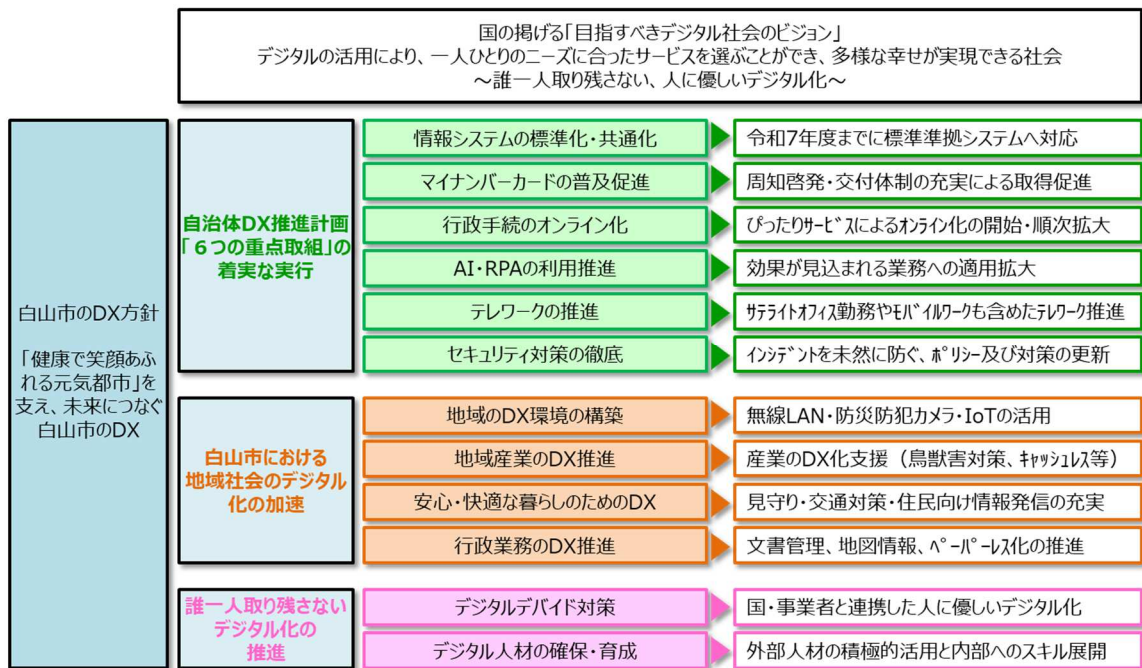 国の掲げる「目指すべきデジタル社会のビジョン」
デジタルの活用により、一人ひとりのニーズに合ったサービスを選ぶことができ、多様な幸せが実現できる社会
～誰一人取り残さない、人に優しいデジタル化～
白山市のDX方針
「健康で笑顔あふ
れる元気都市」を
支え、未来につなぐ
白山市のDX
自治体DX推進計画
「６つの重点取組」の
着実な実行
情報システムの標準化・共通化
令和7年度までに標準準拠システムへ対応
マイナンバーカードの普及促進
周知啓発・交付体制の充実による取得促進
行政手続のオンライン化
ぴったりｻｰﾋﾞｽによるｵﾝﾗｲﾝ化の開始・順次拡大
AI・RPAの利用推進
効果が見込まれる業務への適用拡大
テレワークの推進
ｻﾃﾗｲﾄｵﾌｨｽ勤務やﾓﾊﾞｲﾙﾜｰｸも含めたﾃﾚﾜｰｸ推進
セキュリティ対策の徹底
ｲﾝｼﾃﾞﾝﾄを未然に防ぐ、ﾎﾟﾘｼｰ及び対策の更新
白山市における
地域社会のデジタル
化の加速
地域のDX環境の構築
無線LAN・防災防犯カメラ・IoTの活用
地域産業のDX推進
産業のDX化支援（鳥獣害対策、ｷｬｯｼｭﾚｽ等）
安心・快適な暮らしのためのDX
見守り・交通対策・住民向け情報発信の充実
行政業務のDX推進
文書管理、地図情報、ﾍﾟｰﾊﾟｰﾚｽ化の推進
誰一人取り残さない
デジタル化の
推進
デジタルデバイド対策
国・事業者と連携した人に優しいデジタル化
デジタル人材の確保・育成
外部人材の積極的活用と内部へのスキル展開